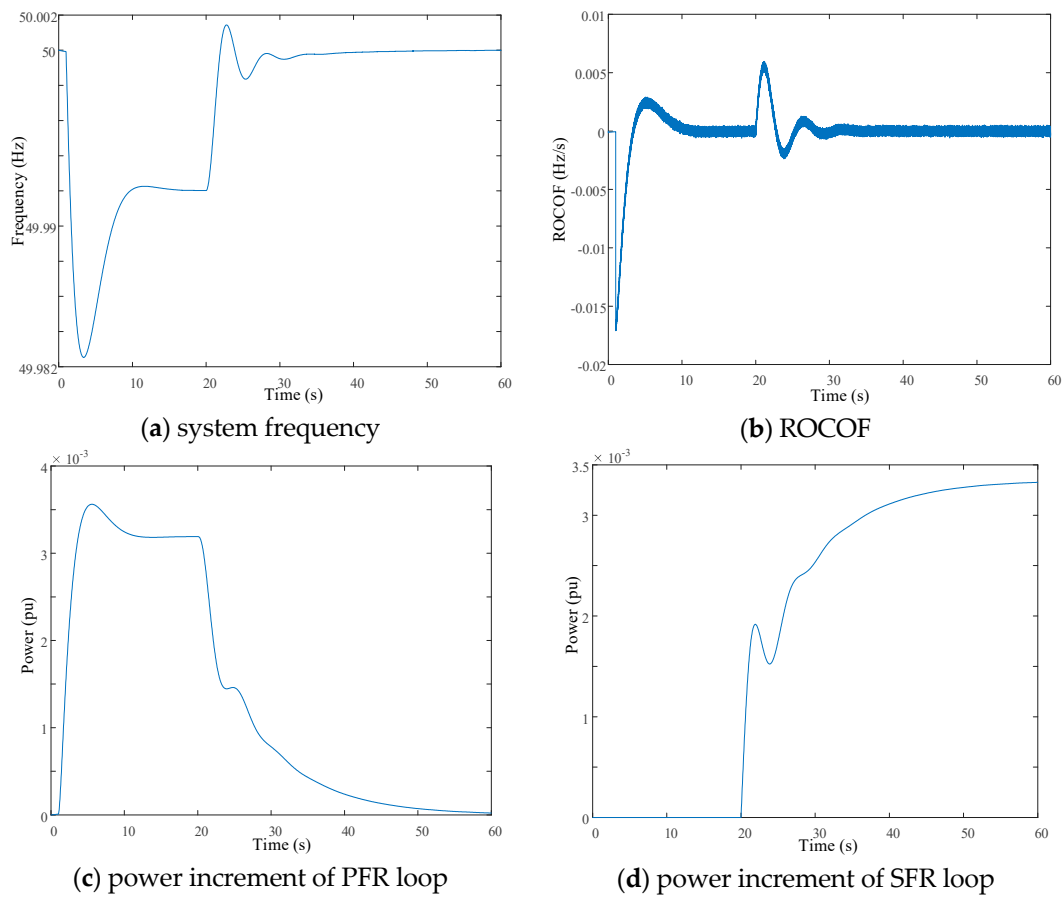 50.002
50
49.99
49.982
Frequency (Hz)
0 10 20 30 40 50 60
Time (s)
(a) system frequency
0.01
0.005
0
-0.005
-0.01
-0.015
-0.02
ROCOF (Hz/s)
0 10 20 30 40 50 60
Time (s)
(b) ROCOF
× 10⁻³
4
3
2
1
0
Power (pu)
0 10 20 30 40 50 60
Time (s)
(c) power increment of PFR loop
× 10⁻³
3.5
3
2.5
2
1.5
1
0
Power (pu)
0 10 20 30 40 50 60
Time (s)
(d) power increment of SFR loop